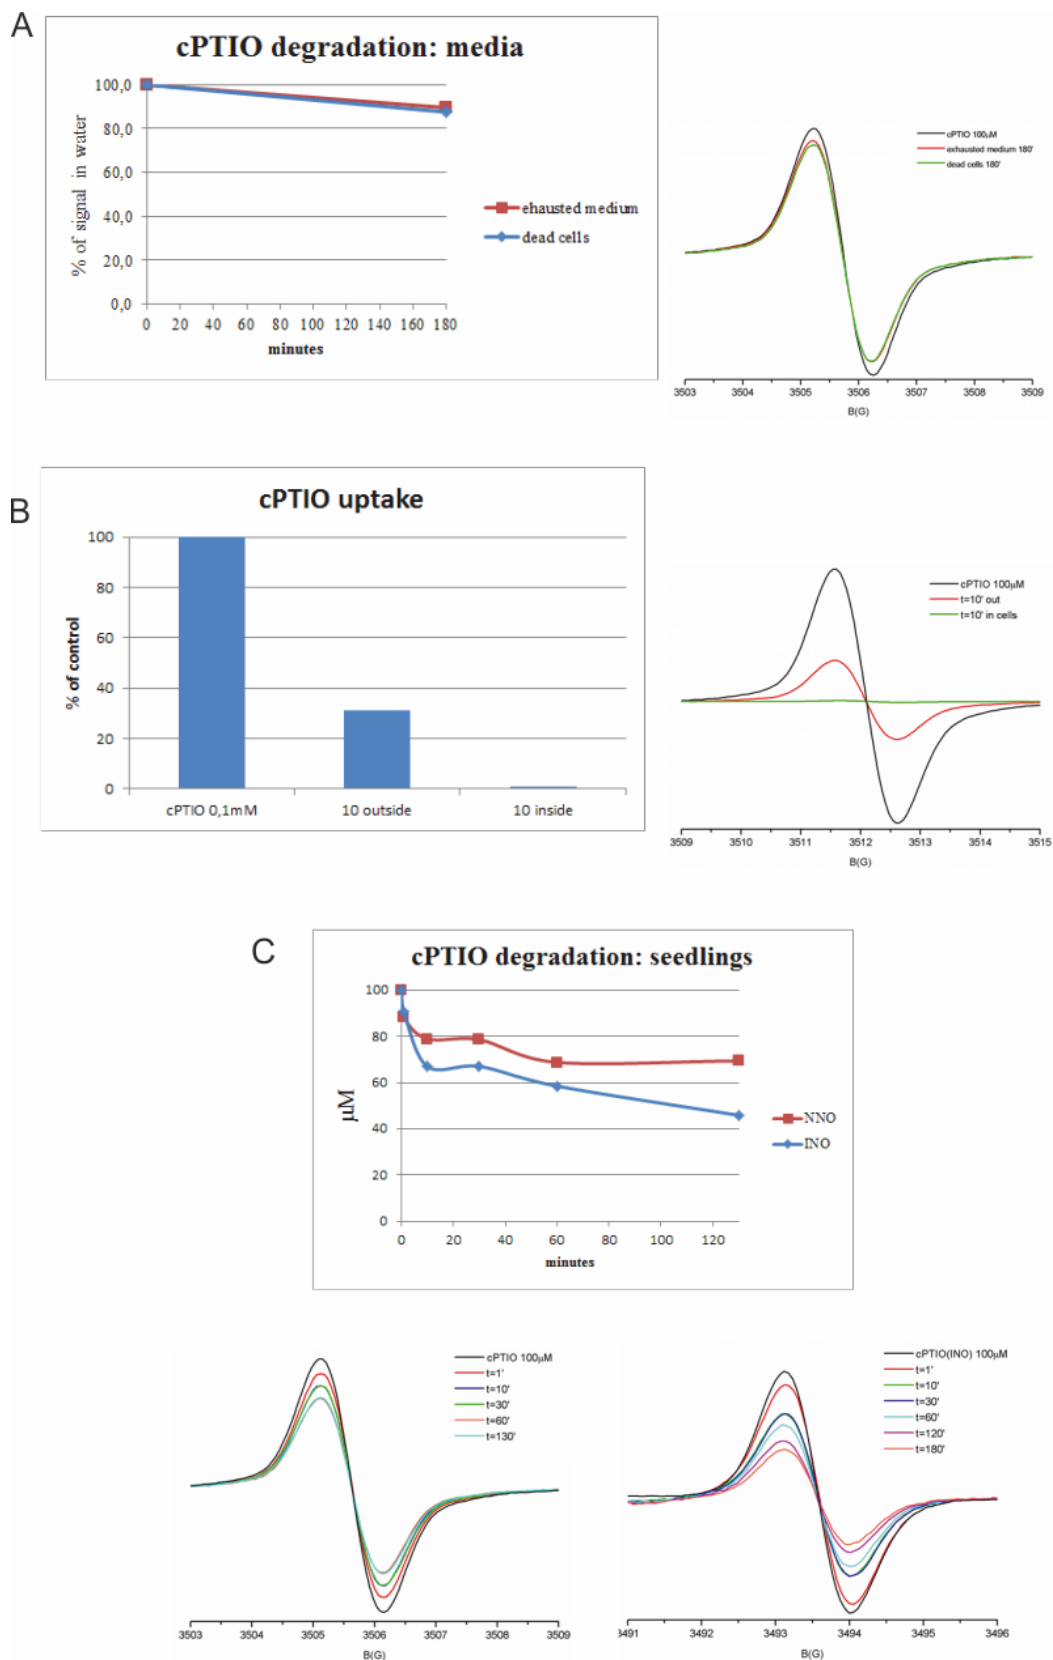 A
cPTIO degradation: media
100,0
80,0
60,0
40,0
20,0
0,0
% of signal in water
0 20 40 60 80 100 120 140 160 180
minutes
ehausted medium
dead cells
cPTIO 100µM
exhausted medium 180'
dead cells 180'
3503 3504 3505 3506 3507 3508 3509
B(G)
B
cPTIO uptake
100
80
60
40
20
0
% of control
cPTIO 0,1mM 10 outside 10 inside
cPTIO 100µM
t=10' out
t=10' in cells
3509 3510 3511 3512 3513 3514 3515
B(G)
C
cPTIO degradation: seedlings
100
80
60
40
20
0
µM
0 20 40 60 80 100 120
minutes
NNO
INO
cPTIO 100µM
t=1'
t=10'
t=30'
t=60'
t=130'
3503 3504 3505 3506 3507 3508 3509
B(G)
cPTIO(INO) 100µM
t=1'
t=10'
t=30'
t=60'
t=120'
t=180'
3491 3492 3493 3494 3495 3496
B(G)